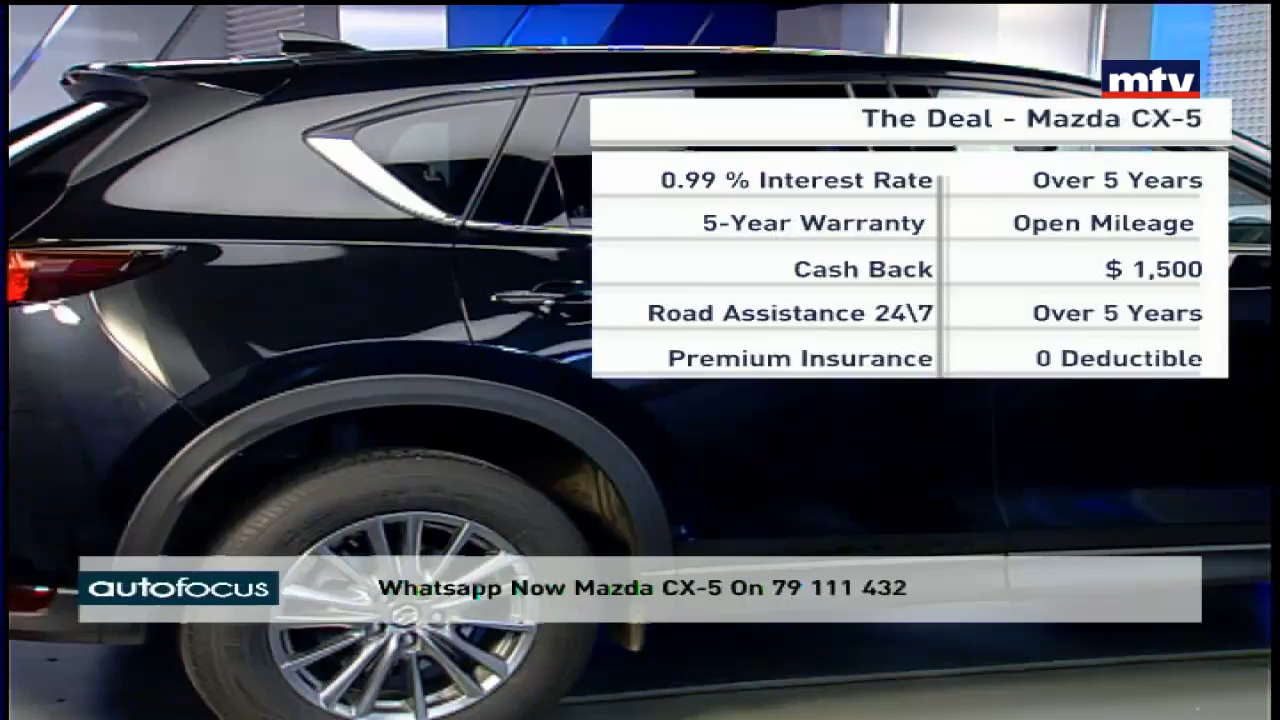 mtv
The Deal - Mazda CX-5
0.99 % Interest Rate Over 5 Years
5-Year Warranty Open Mileage
Cash Back $ 1,500
Road Assistance 24\7 Over 5 Years
Premium Insurance 0 Deductible
autofocus Whatsapp Now Mazda CX-5 On 79 111 432